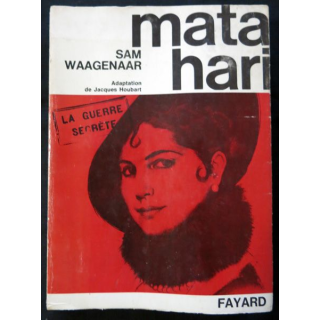 mata
hari
SAM
WAAGENAAR
Adaptation
de Jacques Houbart
LA GUERRE
SECRÈTE
FAYARD